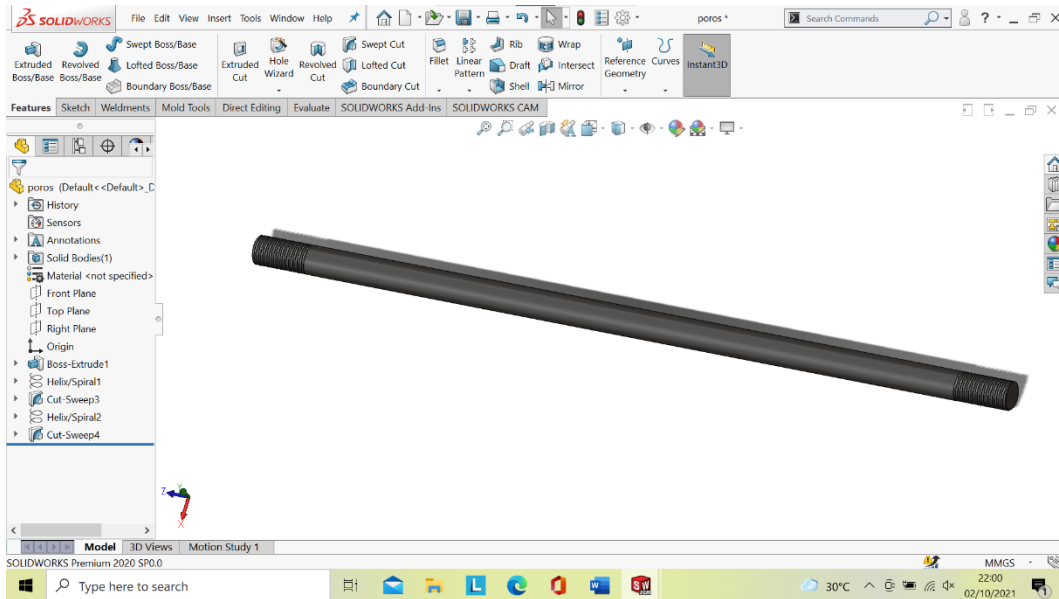 SOLIDWORKS File Edit View Insert Tools Window Help poros * Search Commands ?
Extruded Boss/Base
Revolved Boss/Base
Swept Boss/Base
Lofted Boss/Base
Boundary Boss/Base
Extruded Cut
Hole Wizard
Revolved Cut
Swept Cut
Lofted Cut
Boundary Cut
Fillet
Linear Pattern
Rib
Draft
Shell
Wrap
Intersect
Mirror
Reference Geometry
Curves
Instant3D
Features Sketch Weldments Mold Tools Direct Editing Evaluate SOLIDWORKS Add-Ins SOLIDWORKS CAM
poros (Default<<Default>_D
History
Sensors
Annotations
Solid Bodies(1)
Material <not specified>
Front Plane
Top Plane
Right Plane
Origin
Boss-Extrude1
Helix/Spiral1
Cut-Sweep3
Helix/Spiral2
Cut-Sweep4
Z
X
Model 3D Views Motion Study 1
SOLIDWORKS Premium 2020 SP0.0 MMGS
Type here to search 30°C 22:00
02/10/2021